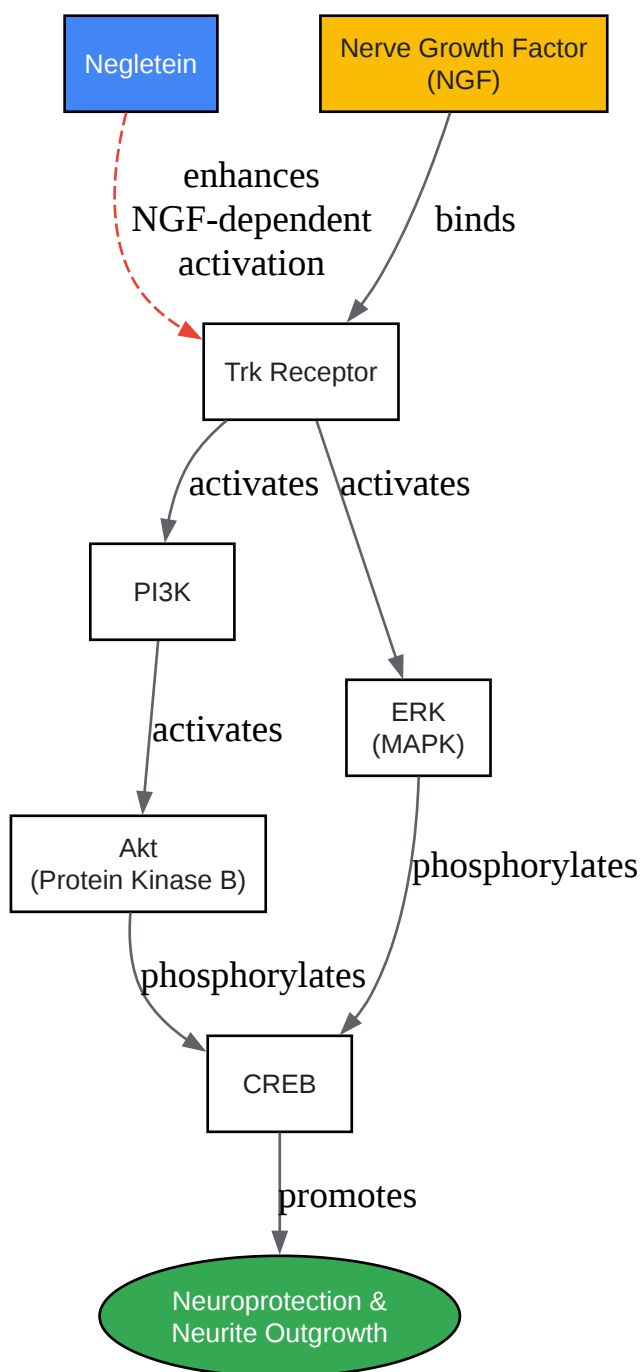 Negletein
Nerve Growth Factor
(NGF)
enhances
NGF-dependent
activation
binds
Trk Receptor
activates
activates
PI3K
activates
ERK
(MAPK)
Akt
(Protein Kinase B)
phosphorylates
phosphorylates
CREB
promotes
Neuroprotection &
Neurite Outgrowth